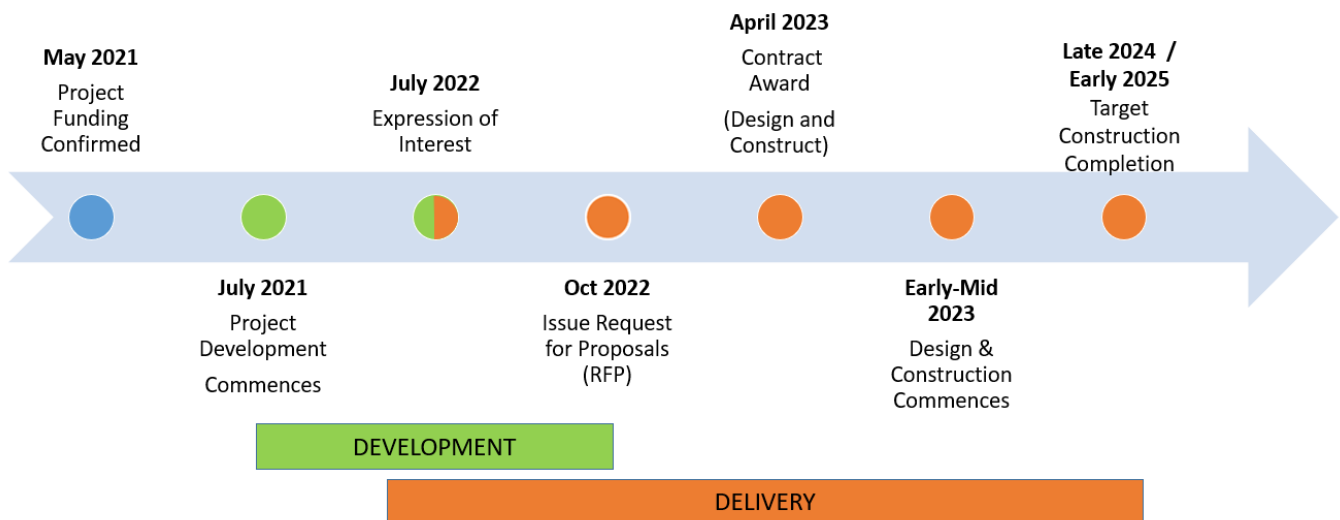 May 2021
Project
Funding
Confirmed
July 2021
Project
Development
Commences
July 2022
Expression of
Interest
Oct 2022
Issue Request
for Proposals
(RFP)
April 2023
Contract
Award
(Design and
Construct)
Early-Mid
2023
Design &
Construction
Commences
Late 2024 /
Early 2025
Target
Construction
Completion
DEVELOPMENT
DELIVERY